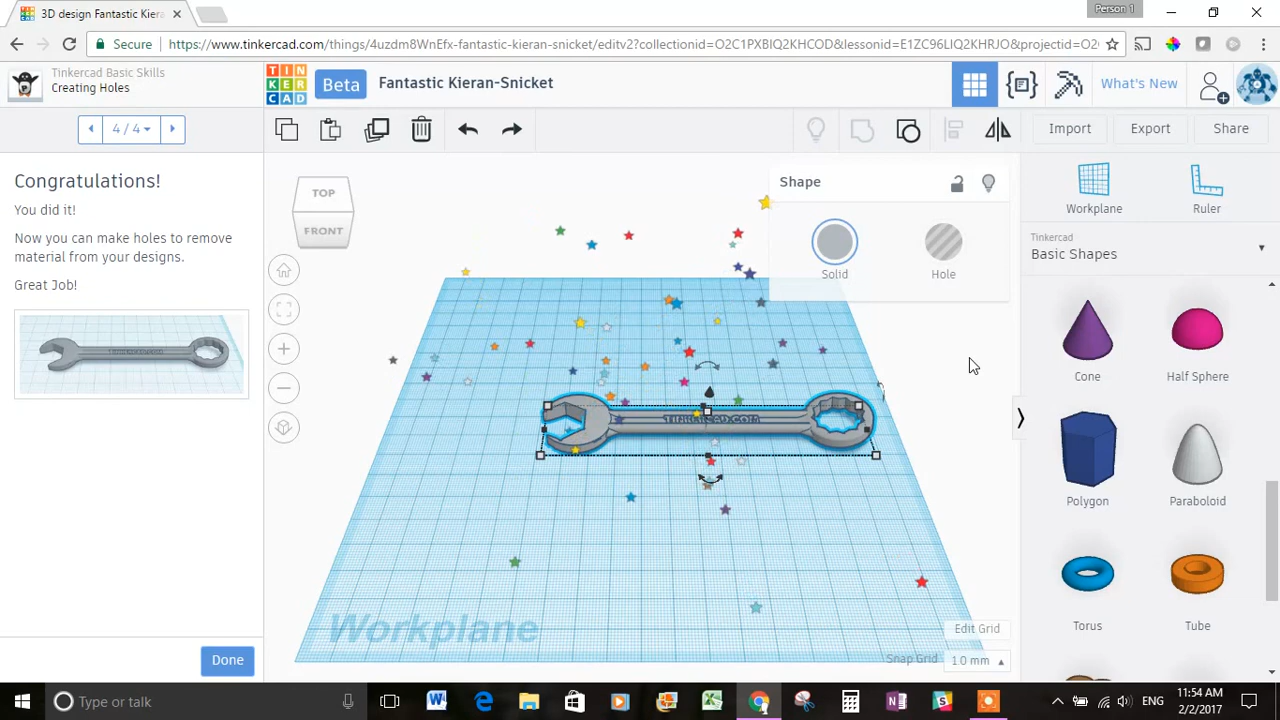 3D design Fantastic Kiera
Person 1
Secure
https://www.tinkercad.com/things/4uzdm8WnEfx-fantastic-kieran-snicket/editv2?collectionid=O2C1PXBIQ2KHCOD&lessonid=E1ZC96LIQ2KHRJO&projectid=O2
Tinkercad Basic Skills
Creating Holes
TIN
KER
CAD
Beta
Fantastic Kieran-Snicket
What's New
4 / 4
Import
Export
Share
Congratulations!
You did it!
Now you can make holes to remove
material from your designs.
Great Job!
TOP
FRONT
Shape
Solid
Hole
Workplane
Ruler
Tinkercad
Basic Shapes
Cone
Half Sphere
Polygon
Paraboloid
Torus
Tube
Workplane
Edit Grid
Snap Grid
1.0 mm
Done
Type here to search
ENG
11:54 AM
2/2/2017